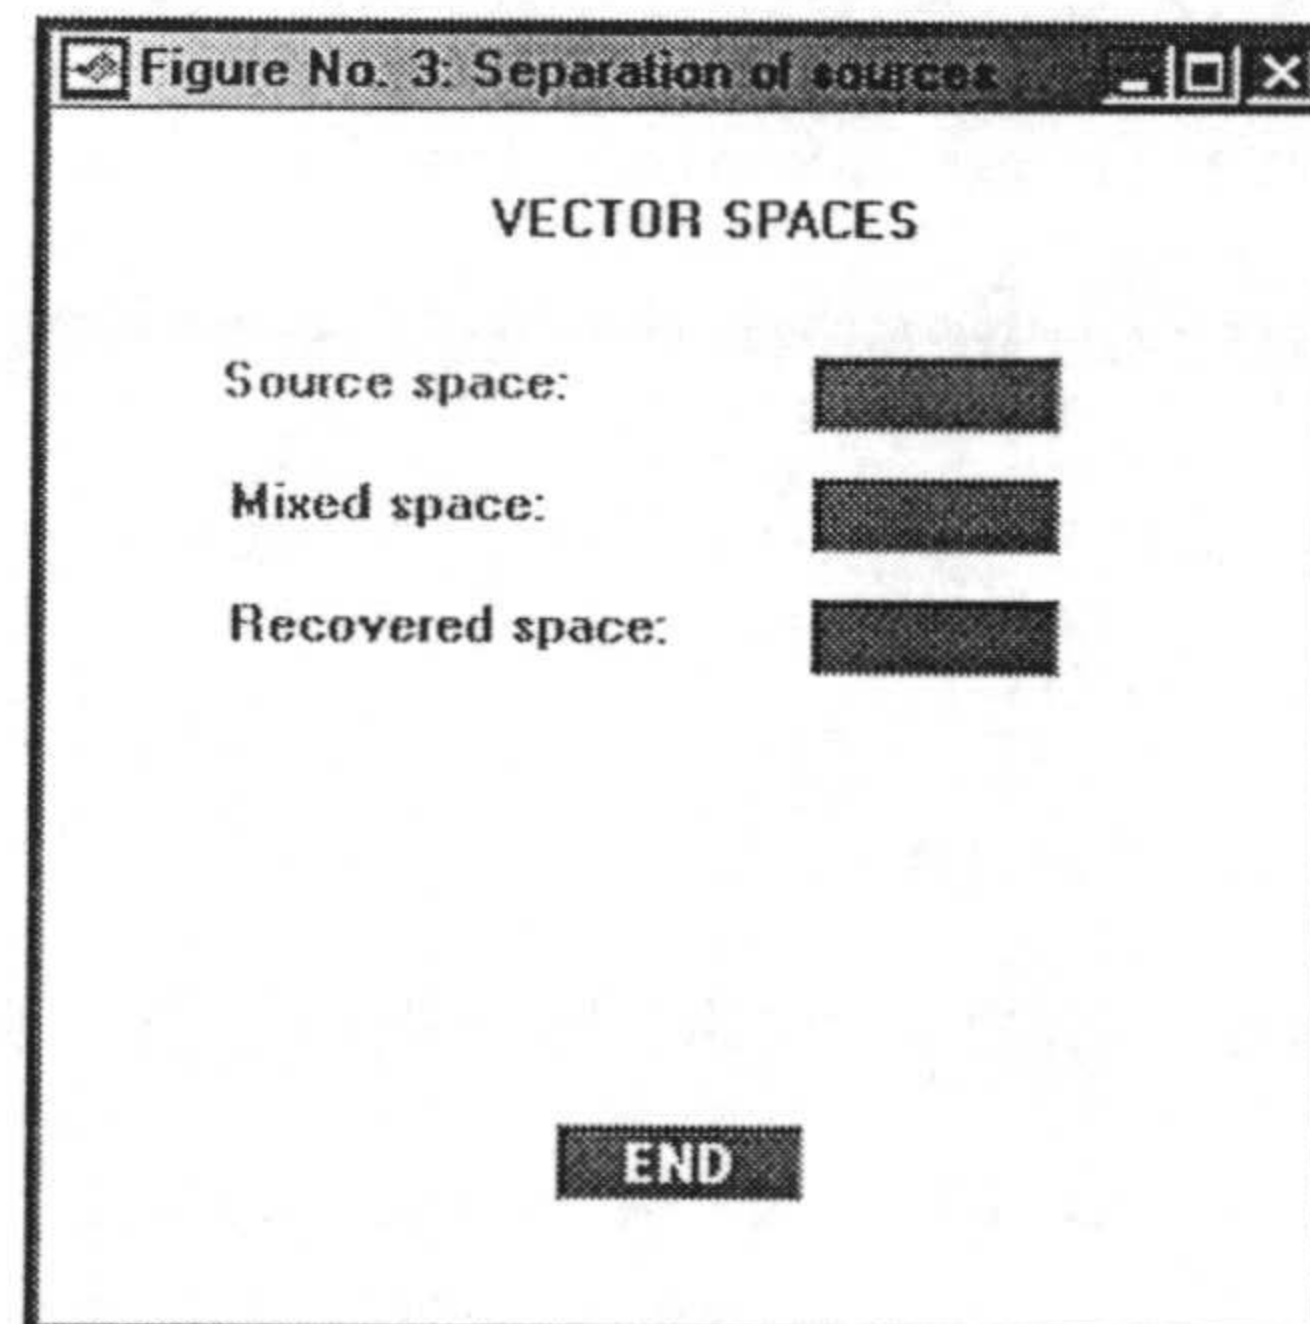 Figure No. 3: Separation of sources
VECTOR SPACES
Source space:
Mixed space:
Recovered space:
END